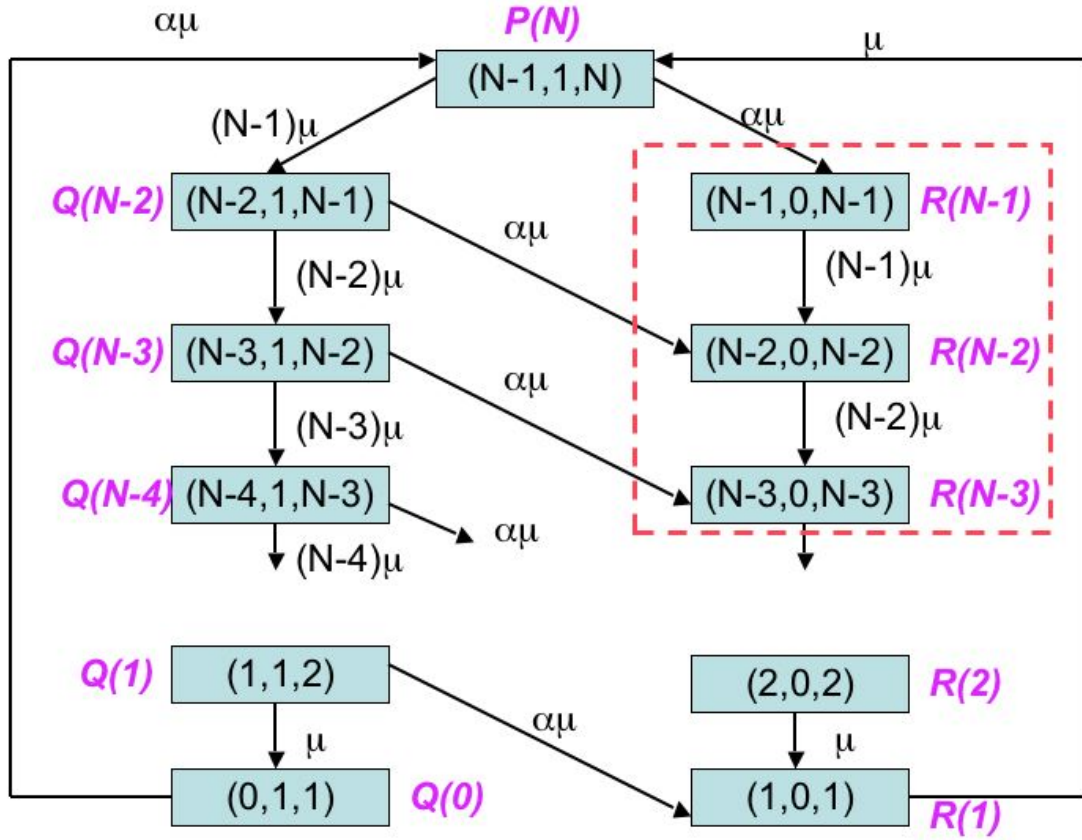 P(N)
αμ
μ
(N-1,1,N)
(N-1)μ
αμ
Q(N-2)
(N-2,1,N-1)
(N-1,0,N-1)
R(N-1)
αμ
(N-2)μ
(N-1)μ
Q(N-3)
(N-3,1,N-2)
(N-2,0,N-2)
R(N-2)
αμ
(N-3)μ
(N-2)μ
Q(N-4)
(N-4,1,N-3)
(N-3,0,N-3)
R(N-3)
αμ
(N-4)μ
Q(1)
(1,1,2)
(2,0,2)
R(2)
αμ
μ
μ
(0,1,1)
Q(0)
(1,0,1)
R(1)